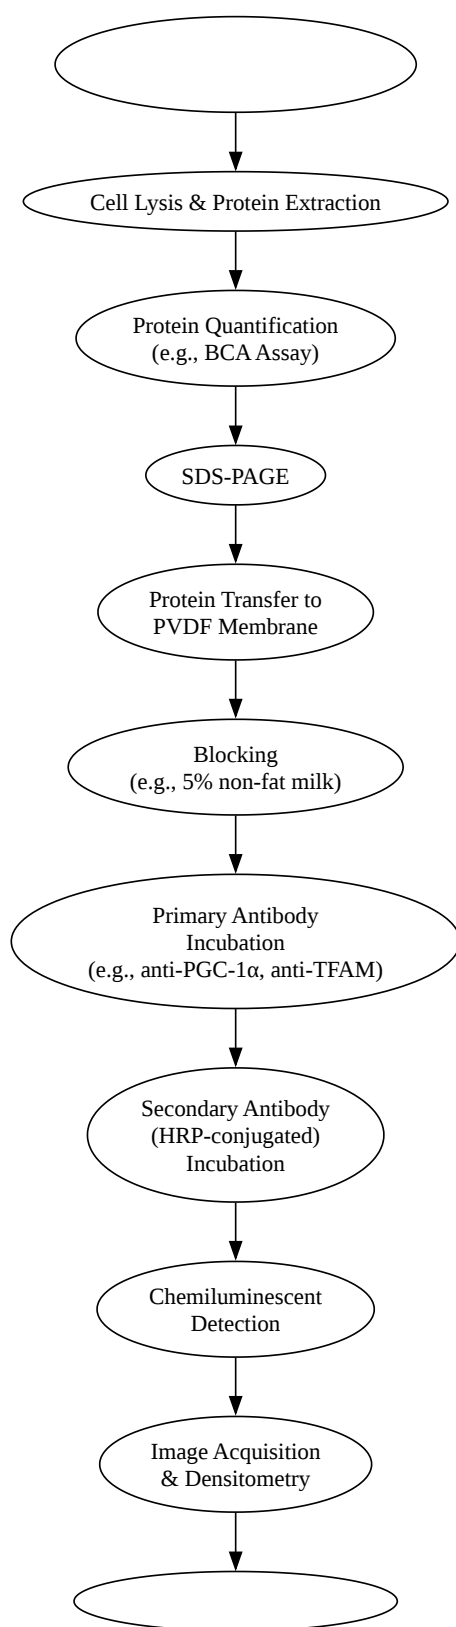 Cell Lysis & Protein Extraction
Protein Quantification
(e.g., BCA Assay)
SDS-PAGE
Protein Transfer to
PVDF Membrane
Blocking
(e.g., 5% non-fat milk)
Primary Antibody
Incubation
(e.g., anti-PGC-1α, anti-TFAM)
Secondary Antibody
(HRP-conjugated)
Incubation
Chemiluminescent
Detection
Image Acquisition
& Densitometry